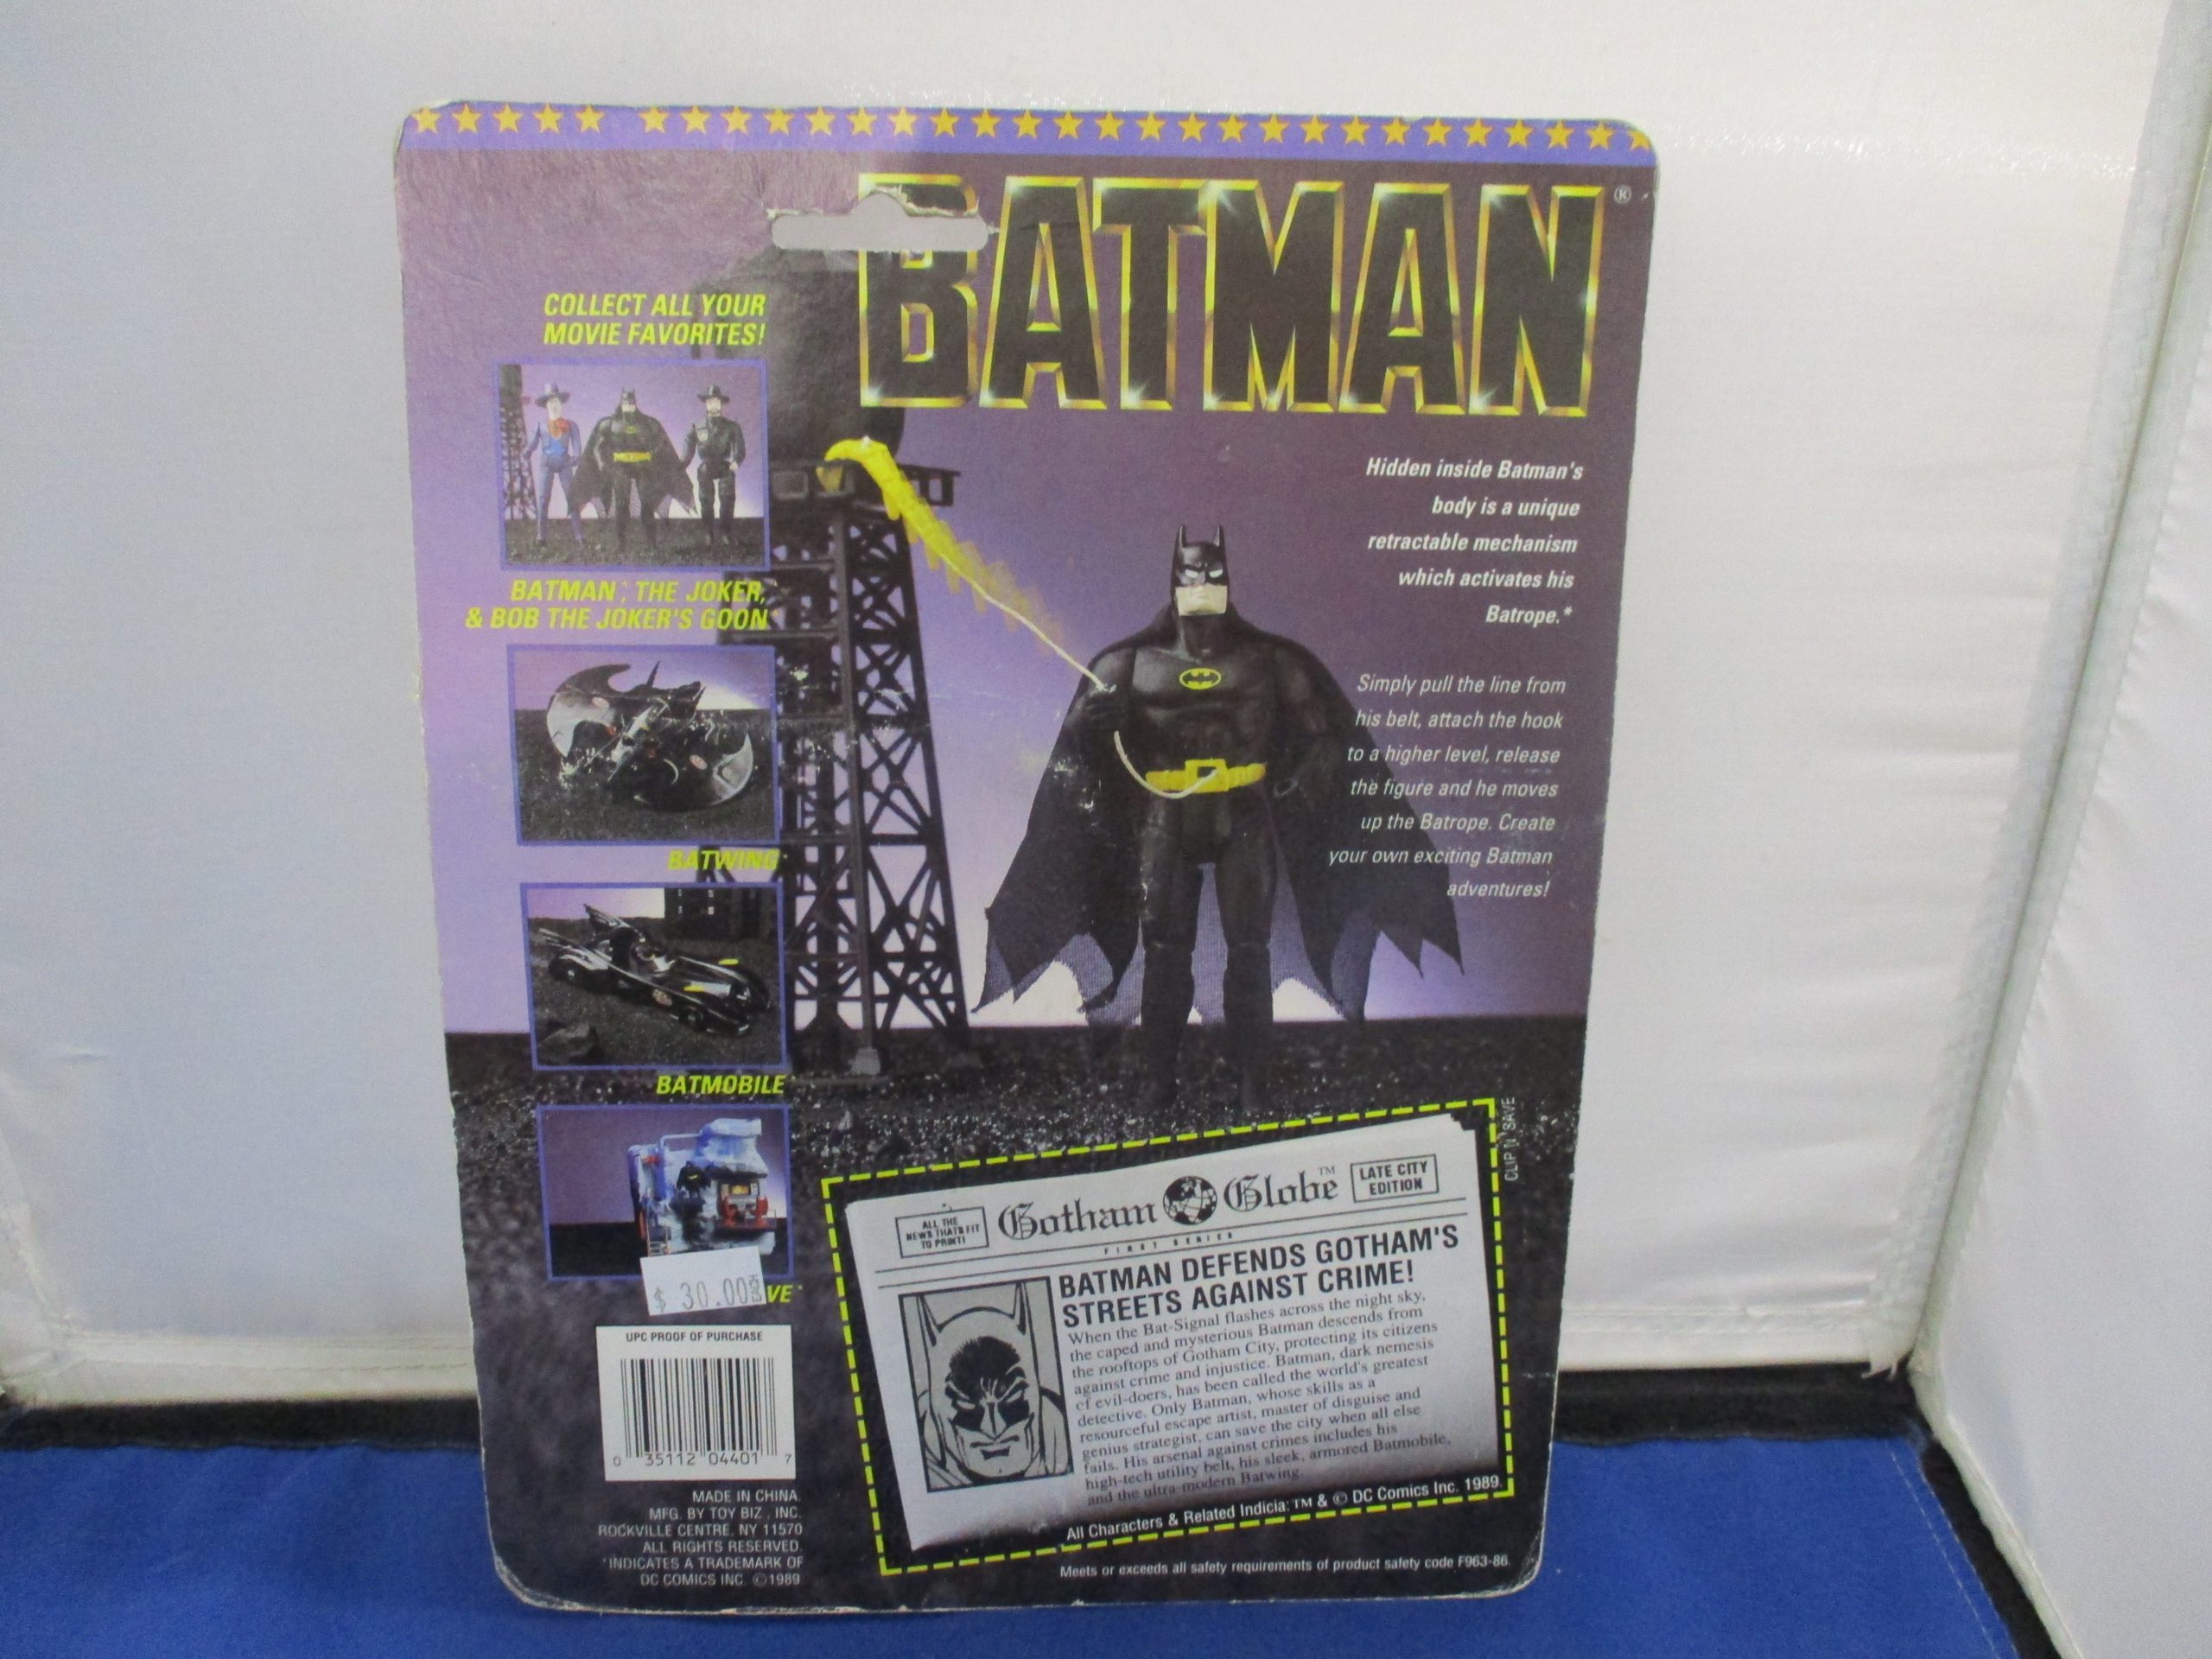 BATMAN®
COLLECT ALL YOUR
MOVIE FAVORITES!
BATMAN*, THE JOKER,
& BOB THE JOKER'S GOON*
BATWING*
BATMOBILE*
VE*
$ 30.00
Hidden inside Batman's
body is a unique
retractable mechanism
which activates his
Batrope.*
Simply pull the line from
his belt, attach the hook
to a higher level, release
the figure and he moves
up the Batrope. Create
your own exciting Batman
adventures!
CLIP 'N SAVE
ALL THE
NEWS THAT'S FIT
TO PRINT!
Gotham Globe™
LATE CITY
EDITION
FIRST SERIES
BATMAN DEFENDS GOTHAM'S
STREETS AGAINST CRIME!
When the Bat-Signal flashes across the night sky,
the caped and mysterious Batman descends from
the rooftops of Gotham City, protecting its citizens
against crime and injustice. Batman, dark nemesis
of evil-doers, has been called the world's greatest
detective. Only Batman, whose skills as a
resourceful escape artist, master of disguise and
genius strategist, can save the city when all else
fails. His arsenal against crimes includes his
high-tech utility belt, his sleek, armored Batmobile,
and the ultra-modern Batwing.
All Characters & Related Indicia: TM & © DC Comics Inc. 1989.
Meets or exceeds all safety requirements of product safety code F963-86.
UPC PROOF OF PURCHASE
0 35112 04401 7
MADE IN CHINA.
MFG. BY TOY BIZ, INC.
ROCKVILLE CENTRE, NY 11570
ALL RIGHTS RESERVED.
*INDICATES A TRADEMARK OF
DC COMICS INC. ©1989